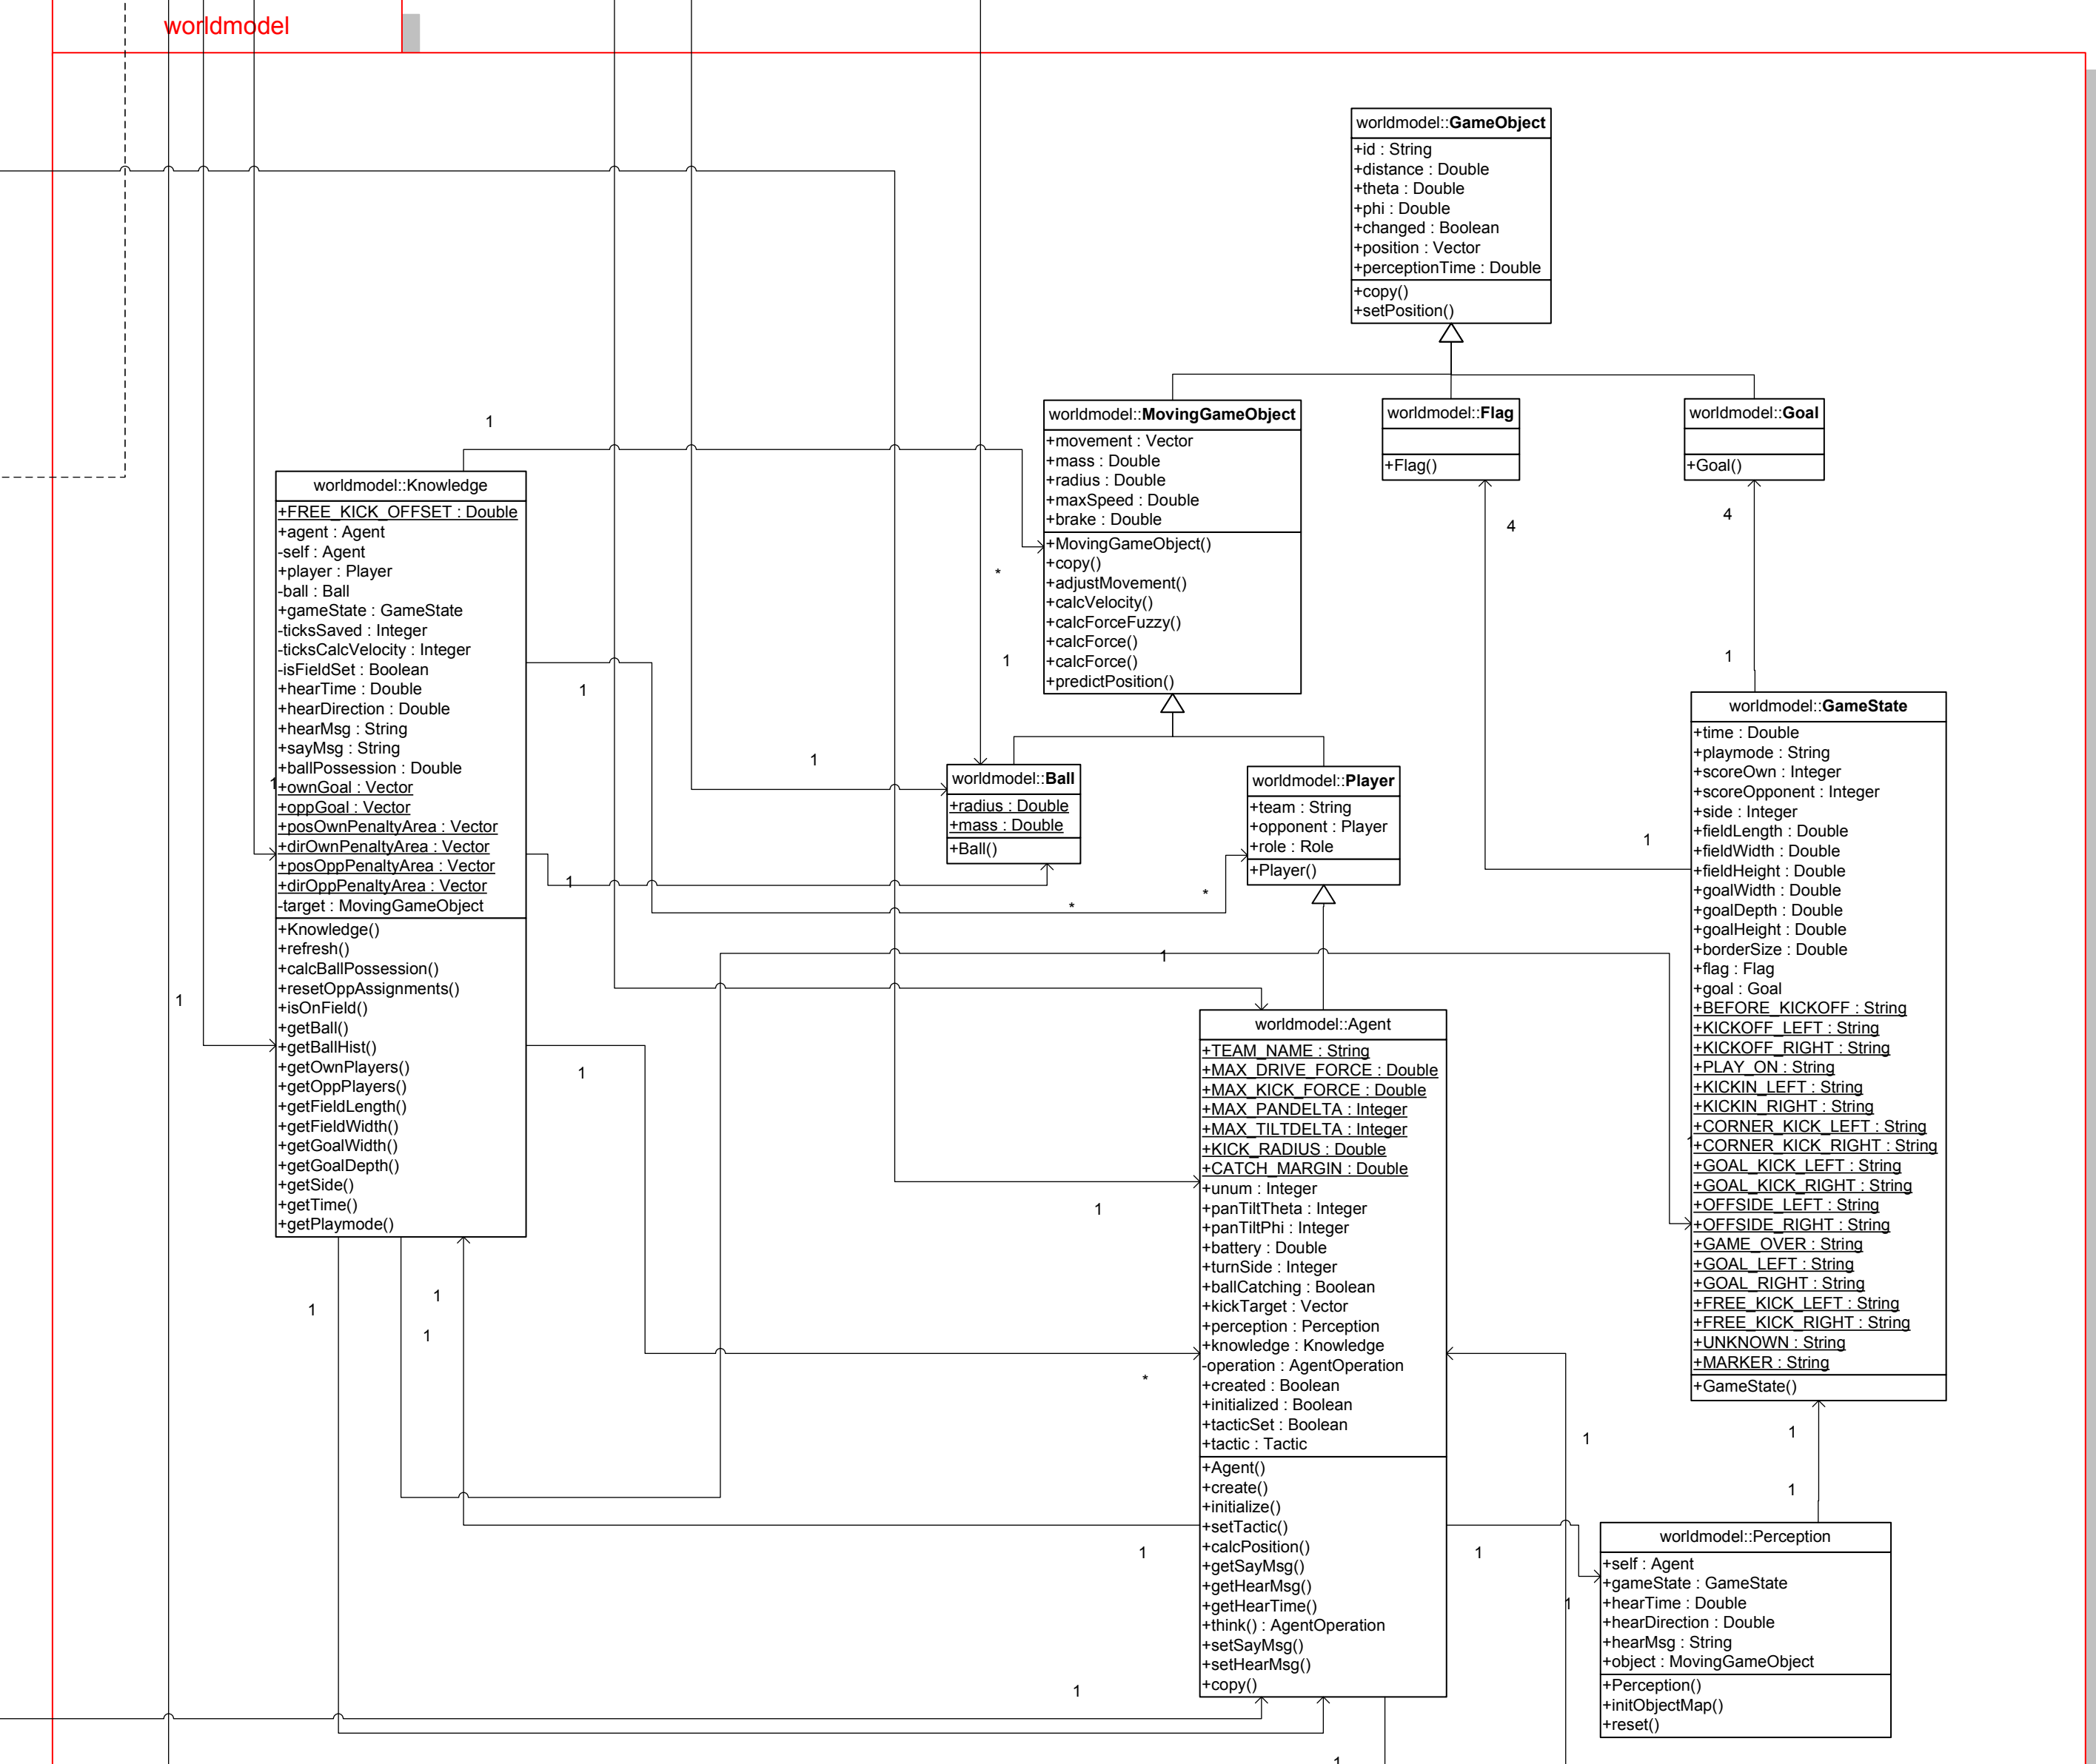 worldmodel
worldmodel::GameObject
+id : String
+distance : Double
+theta : Double
+phi : Double
+changed : Boolean
+position : Vector
+perceptionTime : Double
+copy()
+setPosition()
worldmodel::MovingGameObject
+movement : Vector
+mass : Double
+radius : Double
+maxSpeed : Double
+brake : Double
+MovingGameObject()
+copy()
+adjustMovement()
+calcVelocity()
+calcForceFuzzy()
+calcForce()
+calcForce()
+predictPosition()
worldmodel::Flag
+Flag()
worldmodel::Goal
+Goal()
1
4
4
*
1
1
1
1
1
worldmodel::Knowledge
+FREE_KICK_OFFSET : Double
+agent : Agent
-self : Agent
+player : Player
-ball : Ball
+gameState : GameState
-ticksSaved : Integer
-ticksCalcVelocity : Integer
-isFieldSet : Boolean
+hearTime : Double
+hearDirection : Double
+hearMsg : String
+sayMsg : String
+ballPossession : Double
1
+ownGoal : Vector
+oppGoal : Vector
+posOwnPenaltyArea : Vector
+dirOwnPenaltyArea : Vector
+posOppPenaltyArea : Vector
+dirOppPenaltyArea : Vector
-target : MovingGameObject
+Knowledge()
+refresh()
+calcBallPossession()
+resetOppAssignments()
+isOnField()
+getBall()
+getBallHist()
+getOwnPlayers()
+getOppPlayers()
+getFieldLength()
+getFieldWidth()
+getGoalWidth()
+getGoalDepth()
+getSide()
+getTime()
+getPlaymode()
worldmodel::Ball
+radius : Double
+mass : Double
+Ball()
worldmodel::Player
+team : String
+opponent : Player
+role : Role
+Player()
1
*
*
1
1
1
1
worldmodel::GameState
+time : Double
+playmode : String
+scoreOwn : Integer
+scoreOpponent : Integer
+side : Integer
+fieldLength : Double
+fieldWidth : Double
+fieldHeight : Double
+goalWidth : Double
+goalDepth : Double
+goalHeight : Double
+borderSize : Double
+flag : Flag
+goal : Goal
+BEFORE_KICKOFF : String
+KICKOFF_LEFT : String
+KICKOFF_RIGHT : String
+PLAY_ON : String
+KICKIN_LEFT : String
+KICKIN_RIGHT : String
+CORNER_KICK_LEFT : String
1
+CORNER_KICK_RIGHT : String
+GOAL_KICK_LEFT : String
+GOAL_KICK_RIGHT : String
+OFFSIDE_LEFT : String
+OFFSIDE_RIGHT : String
+GAME_OVER : String
+GOAL_LEFT : String
+GOAL_RIGHT : String
+FREE_KICK_LEFT : String
+FREE_KICK_RIGHT : String
+UNKNOWN : String
+MARKER : String
+GameState()
worldmodel::Agent
+TEAM_NAME : String
+MAX_DRIVE_FORCE : Double
+MAX_KICK_FORCE : Double
+MAX_PANDELTA : Integer
+MAX_TILTDELTA : Integer
+KICK_RADIUS : Double
+CATCH_MARGIN : Double
+unum : Integer
+panTiltTheta : Integer
+panTiltPhi : Integer
+battery : Double
+turnSide : Integer
+ballCatching : Boolean
+kickTarget : Vector
+perception : Perception
+knowledge : Knowledge
-operation : AgentOperation
+created : Boolean
+initialized : Boolean
+tacticSet : Boolean
+tactic : Tactic
+Agent()
+create()
+initialize()
+setTactic()
+calcPosition()
+getSayMsg()
+getHearMsg()
+getHearTime()
+think() : AgentOperation
+setSayMsg()
+setHearMsg()
+copy()
1
1
1
*
1
1
1
1
1
1
1
worldmodel::Perception
+self : Agent
+gameState : GameState
+hearTime : Double
+hearDirection : Double
+hearMsg : String
+object : MovingGameObject
+Perception()
+initObjectMap()
+reset()
1
1